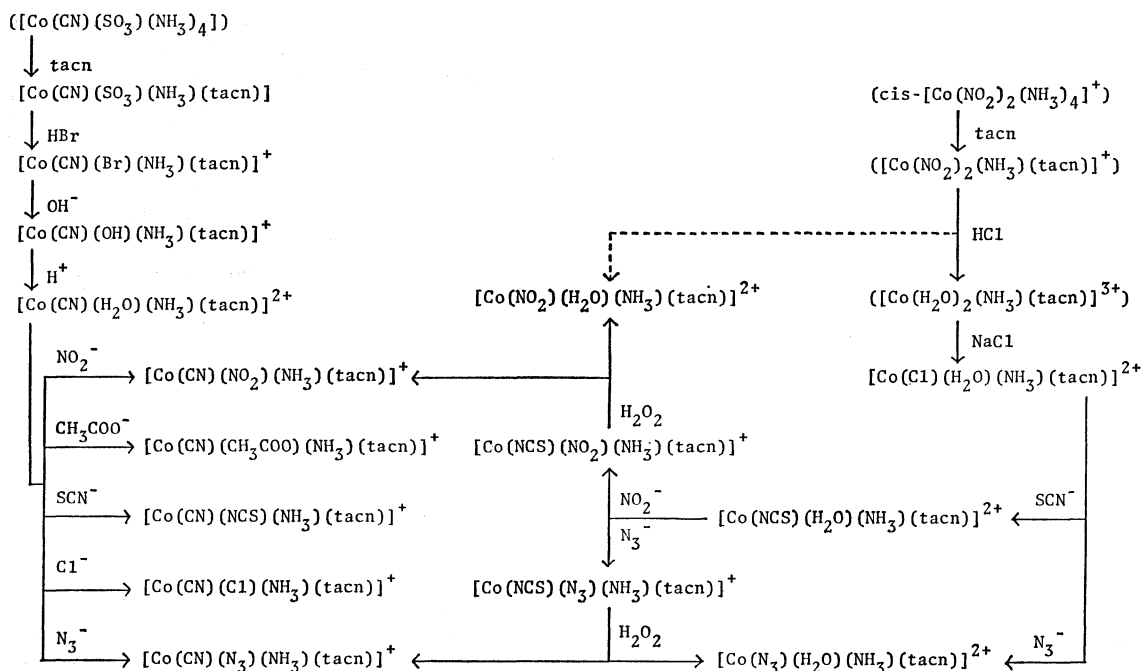 ([Co(CN)(SO₃)(NH₃)₄])
tacn
[Co(CN)(SO₃)(NH₃)(tacn)]
(cis-[Co(NO₂)₂(NH₃)₄]⁺)
HBr
tacn
[Co(CN)(Br)(NH₃)(tacn)]⁺
([Co(NO₂)₂(NH₃)(tacn)]⁺)
OH⁻
HCl
[Co(CN)(OH)(NH₃)(tacn)]⁺
H⁺
[Co(CN)(H₂O)(NH₃)(tacn)]²⁺
[Co(NO₂)(H₂O)(NH₃)(tacn)]²⁺
([Co(H₂O)₂(NH₃)(tacn)]³⁺)
NaCl
NO₂⁻
[Co(CN)(NO₂)(NH₃)(tacn)]⁺
[Co(Cl)(H₂O)(NH₃)(tacn)]²⁺
H₂O₂
CH₃COO⁻
[Co(CN)(CH₃COO)(NH₃)(tacn)]⁺
[Co(NCS)(NO₂)(NH₃)(tacn)]⁺
SCN⁻
[Co(CN)(NCS)(NH₃)(tacn)]⁺
NO₂⁻
N₃⁻
[Co(NCS)(H₂O)(NH₃)(tacn)]²⁺
SCN⁻
Cl⁻
[Co(CN)(Cl)(NH₃)(tacn)]⁺
[Co(NCS)(N₃)(NH₃)(tacn)]⁺
H₂O₂
N₃⁻
[Co(CN)(N₃)(NH₃)(tacn)]⁺
[Co(N₃)(H₂O)(NH₃)(tacn)]²⁺
N₃⁻